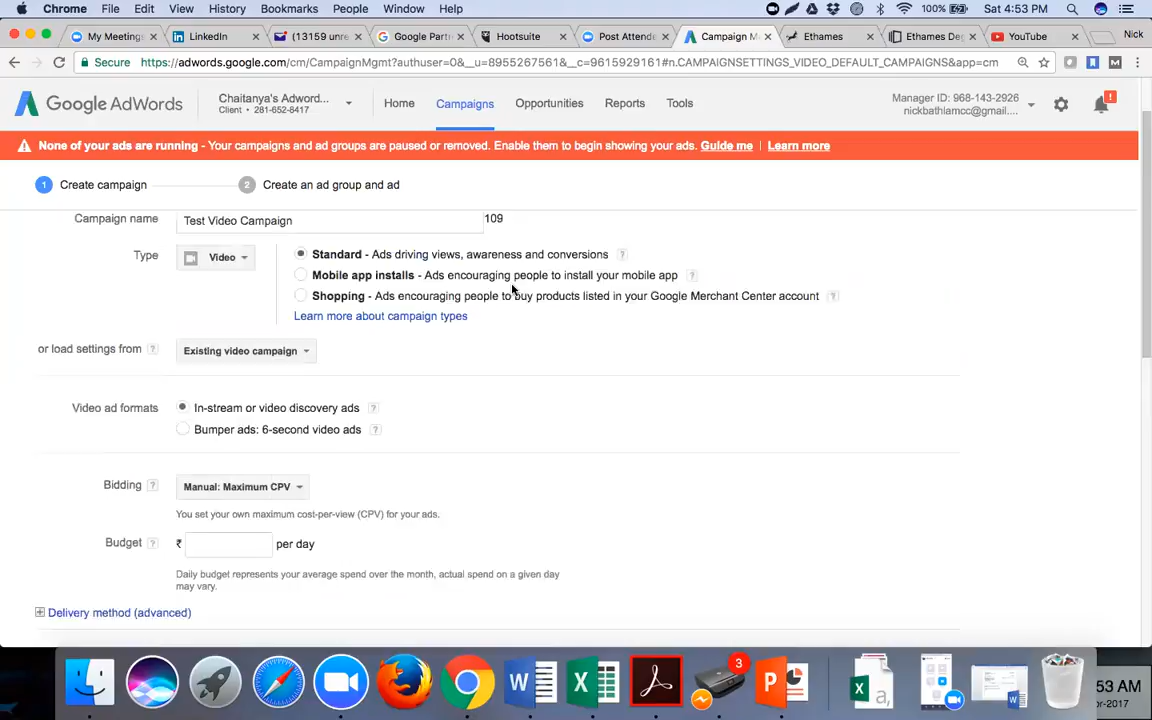 Chrome File Edit View History Bookmarks People Window Help 100% Sat 4:53 PM
My Meeting LinkedIn (13159 unre Google Part Hootsuite Post Attende Campaign M Ethames Ethames De YouTube Nick
Secure https://adwords.google.com/cm/CampaignMgmt?authuser=0&__u=8955267561&__c=9615929161#n.CAMPAIGNSETTINGS_VIDEO_DEFAULT_CAMPAIGNS&app=cm
Google AdWords Chaitanya's Adword... Home Campaigns Opportunities Reports Tools Manager ID: 968-143-2926
Client • 281-652-8417 nickbathiamcc@gmail....
None of your ads are running - Your campaigns and ad groups are paused or removed. Enable them to begin showing your ads. Guide me | Learn more
1 Create campaign 2 Create an ad group and ad
Campaign name Test Video Campaign 109
Type Video Standard - Ads driving views, awareness and conversions ?
Mobile app installs - Ads encouraging people to install your mobile app ?
Shopping - Ads encouraging people to buy products listed in your Google Merchant Center account ?
Learn more about campaign types
or load settings from ? Existing video campaign
Video ad formats In-stream or video discovery ads ?
Bumper ads: 6-second video ads ?
Bidding ? Manual: Maximum CPV
You set your own maximum cost-per-view (CPV) for your ads.
Budget ? ₹ per day
Daily budget represents your average spend over the month, actual spend on a given day
may vary.
Delivery method (advanced)
3
53 AM
pr-2017